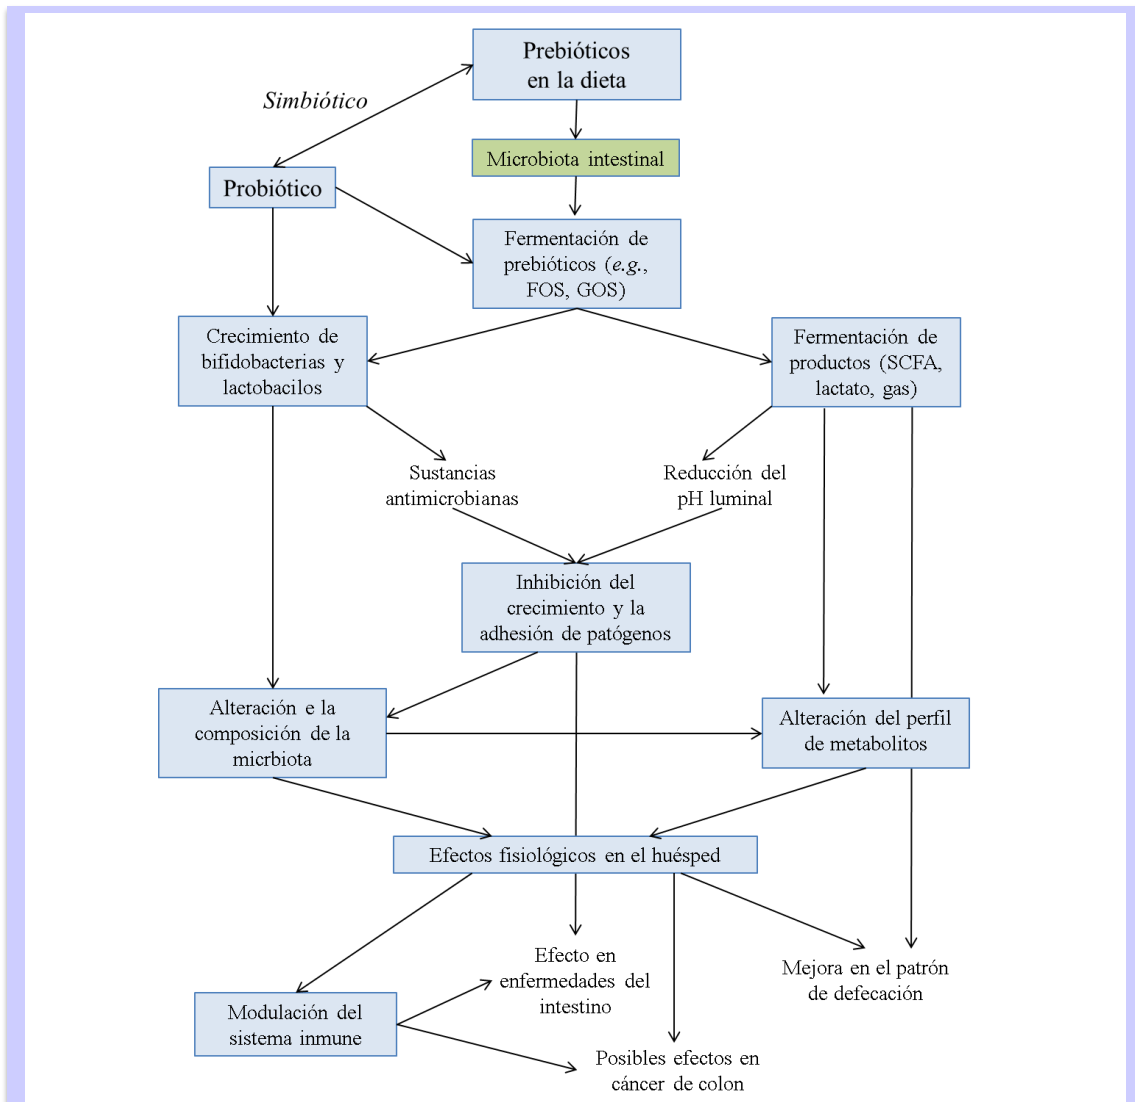 Prebióticos
en la dieta
Simbiótico
Microbiota intestinal
Probiótico
Fermentación de
prebióticos (e.g.,
FOS, GOS)
Crecimiento de
bifidobacterias y
lactobacilos
Fermentación de
productos (SCFA,
lactato, gas)
Sustancias
antimicrobianas
Reducción del
pH luminal
Inhibición del
crecimiento y la
adhesión de patógenos
Alteración e la
composición de la
micrbiota
Alteración del perfil
de metabolitos
Efectos fisiológicos en el huésped
Efecto en
enfermedades del
intestino
Mejora en el patrón
de defecación
Modulación del
sistema inmune
Posibles efectos en
cáncer de colon